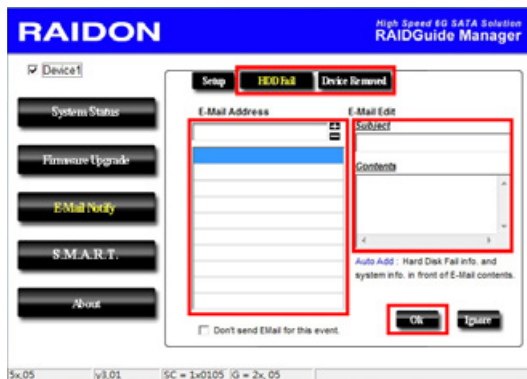 RAIDON
High Speed 6G SATA Solution
RAIDGuide Manager
Device1
System Status
Firmware Upgrade
E-Mail Notify
S.M.A.R.T.
About
Setup
HDD Fail
Device Removed
E-Mail Address
E-Mail Edit
Subject
Contents
Auto Add : Hard Disk Fail info. and
system info. in front of E-Mail contents.
Ok
Ignore
Don't send EMail for this event.
5x,05
y3,01
SC = 1x0105
G = 2x, 05